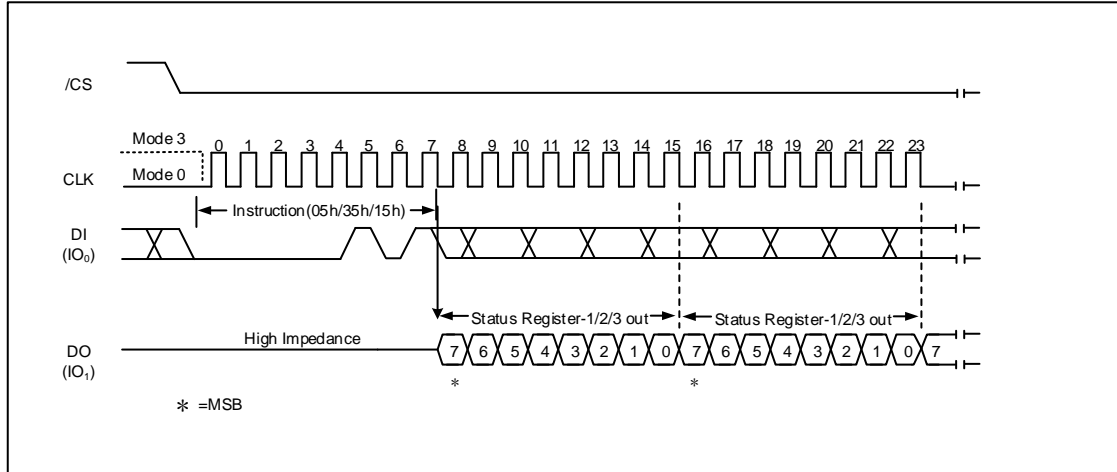 /CS
Mode 3
0 1 2 3 4 5 6 7 8 9 10 11 12 13 14 15 16 17 18 19 20 21 22 23
CLK
Mode 0
Instruction(05h/35h/15h)
DI
(IO₀)
Status Register-1/2/3 out Status Register-1/2/3 out
High Impedance
DO
(IO₁)
7 6 5 4 3 2 1 0 7 6 5 4 3 2 1 0 7
* *
* =MSB